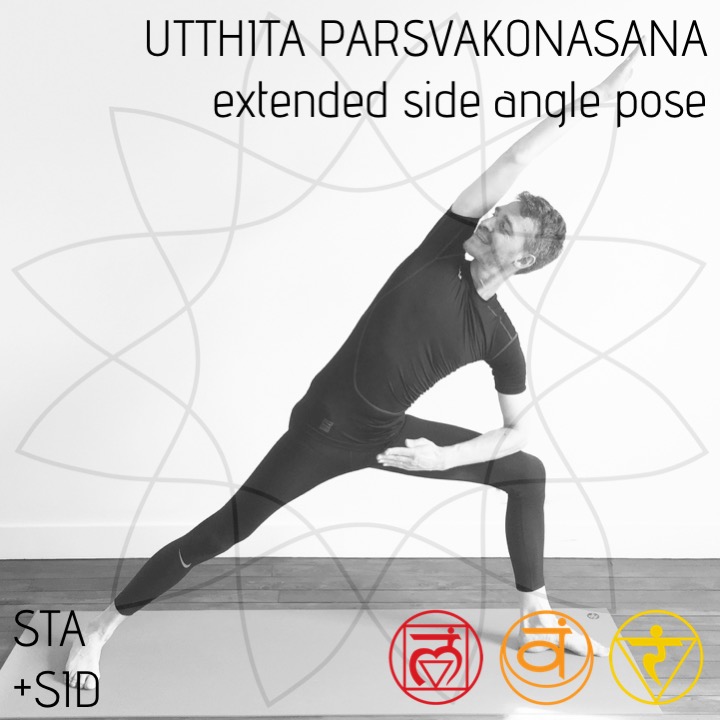 UTTHITA PARSVAKONASANA
extended side angle pose
STA
+SID
लं वं रं